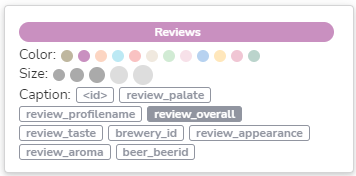 Reviews
Color:
Size:
Caption: <id> review_palate
review_profilename review_overall
review_taste brewery_id review_appearance
review_aroma beer_beerid